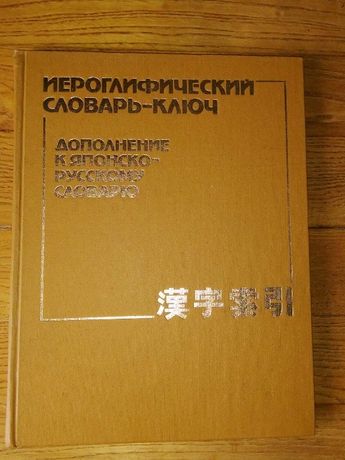 ИЕРОГЛИФИЧЕСКИЙ
СЛОВАРЬ-КЛЮЧ
ДОПОЛНЕНИЕ
К ЯПОНСКО-
РУССКОМУ
СЛОВАРЮ
漢字索引